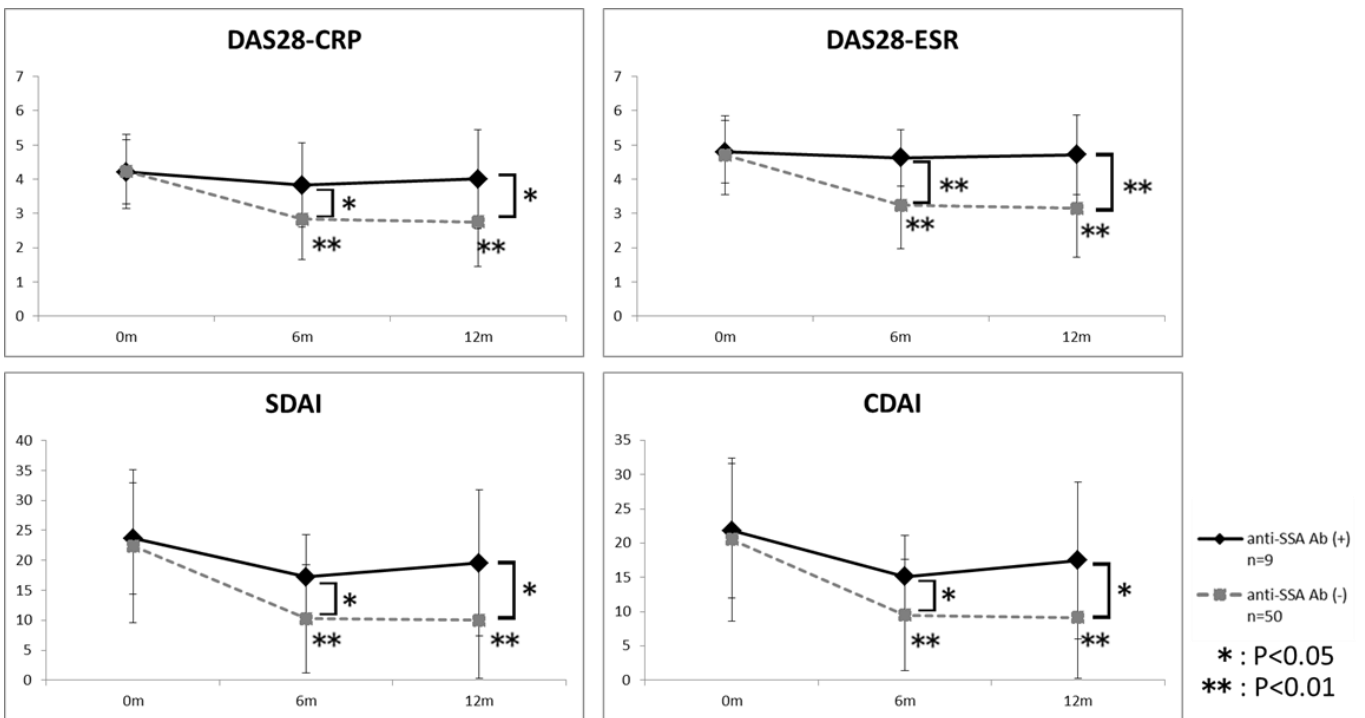 DAS28-CRP
7
6
5
4
3
2
1
0
*
*
**
**
0m
6m
12m
DAS28-ESR
7
6
5
4
3
2
1
0
**
**
**
**
0m
6m
12m
SDAI
40
35
30
25
20
15
10
5
0
*
*
**
**
0m
6m
12m
CDAI
35
30
25
20
15
10
5
0
*
*
**
**
0m
6m
12m
anti-SSA Ab (+)
n=9
anti-SSA Ab (-)
n=50
* : P<0.05
** : P<0.01